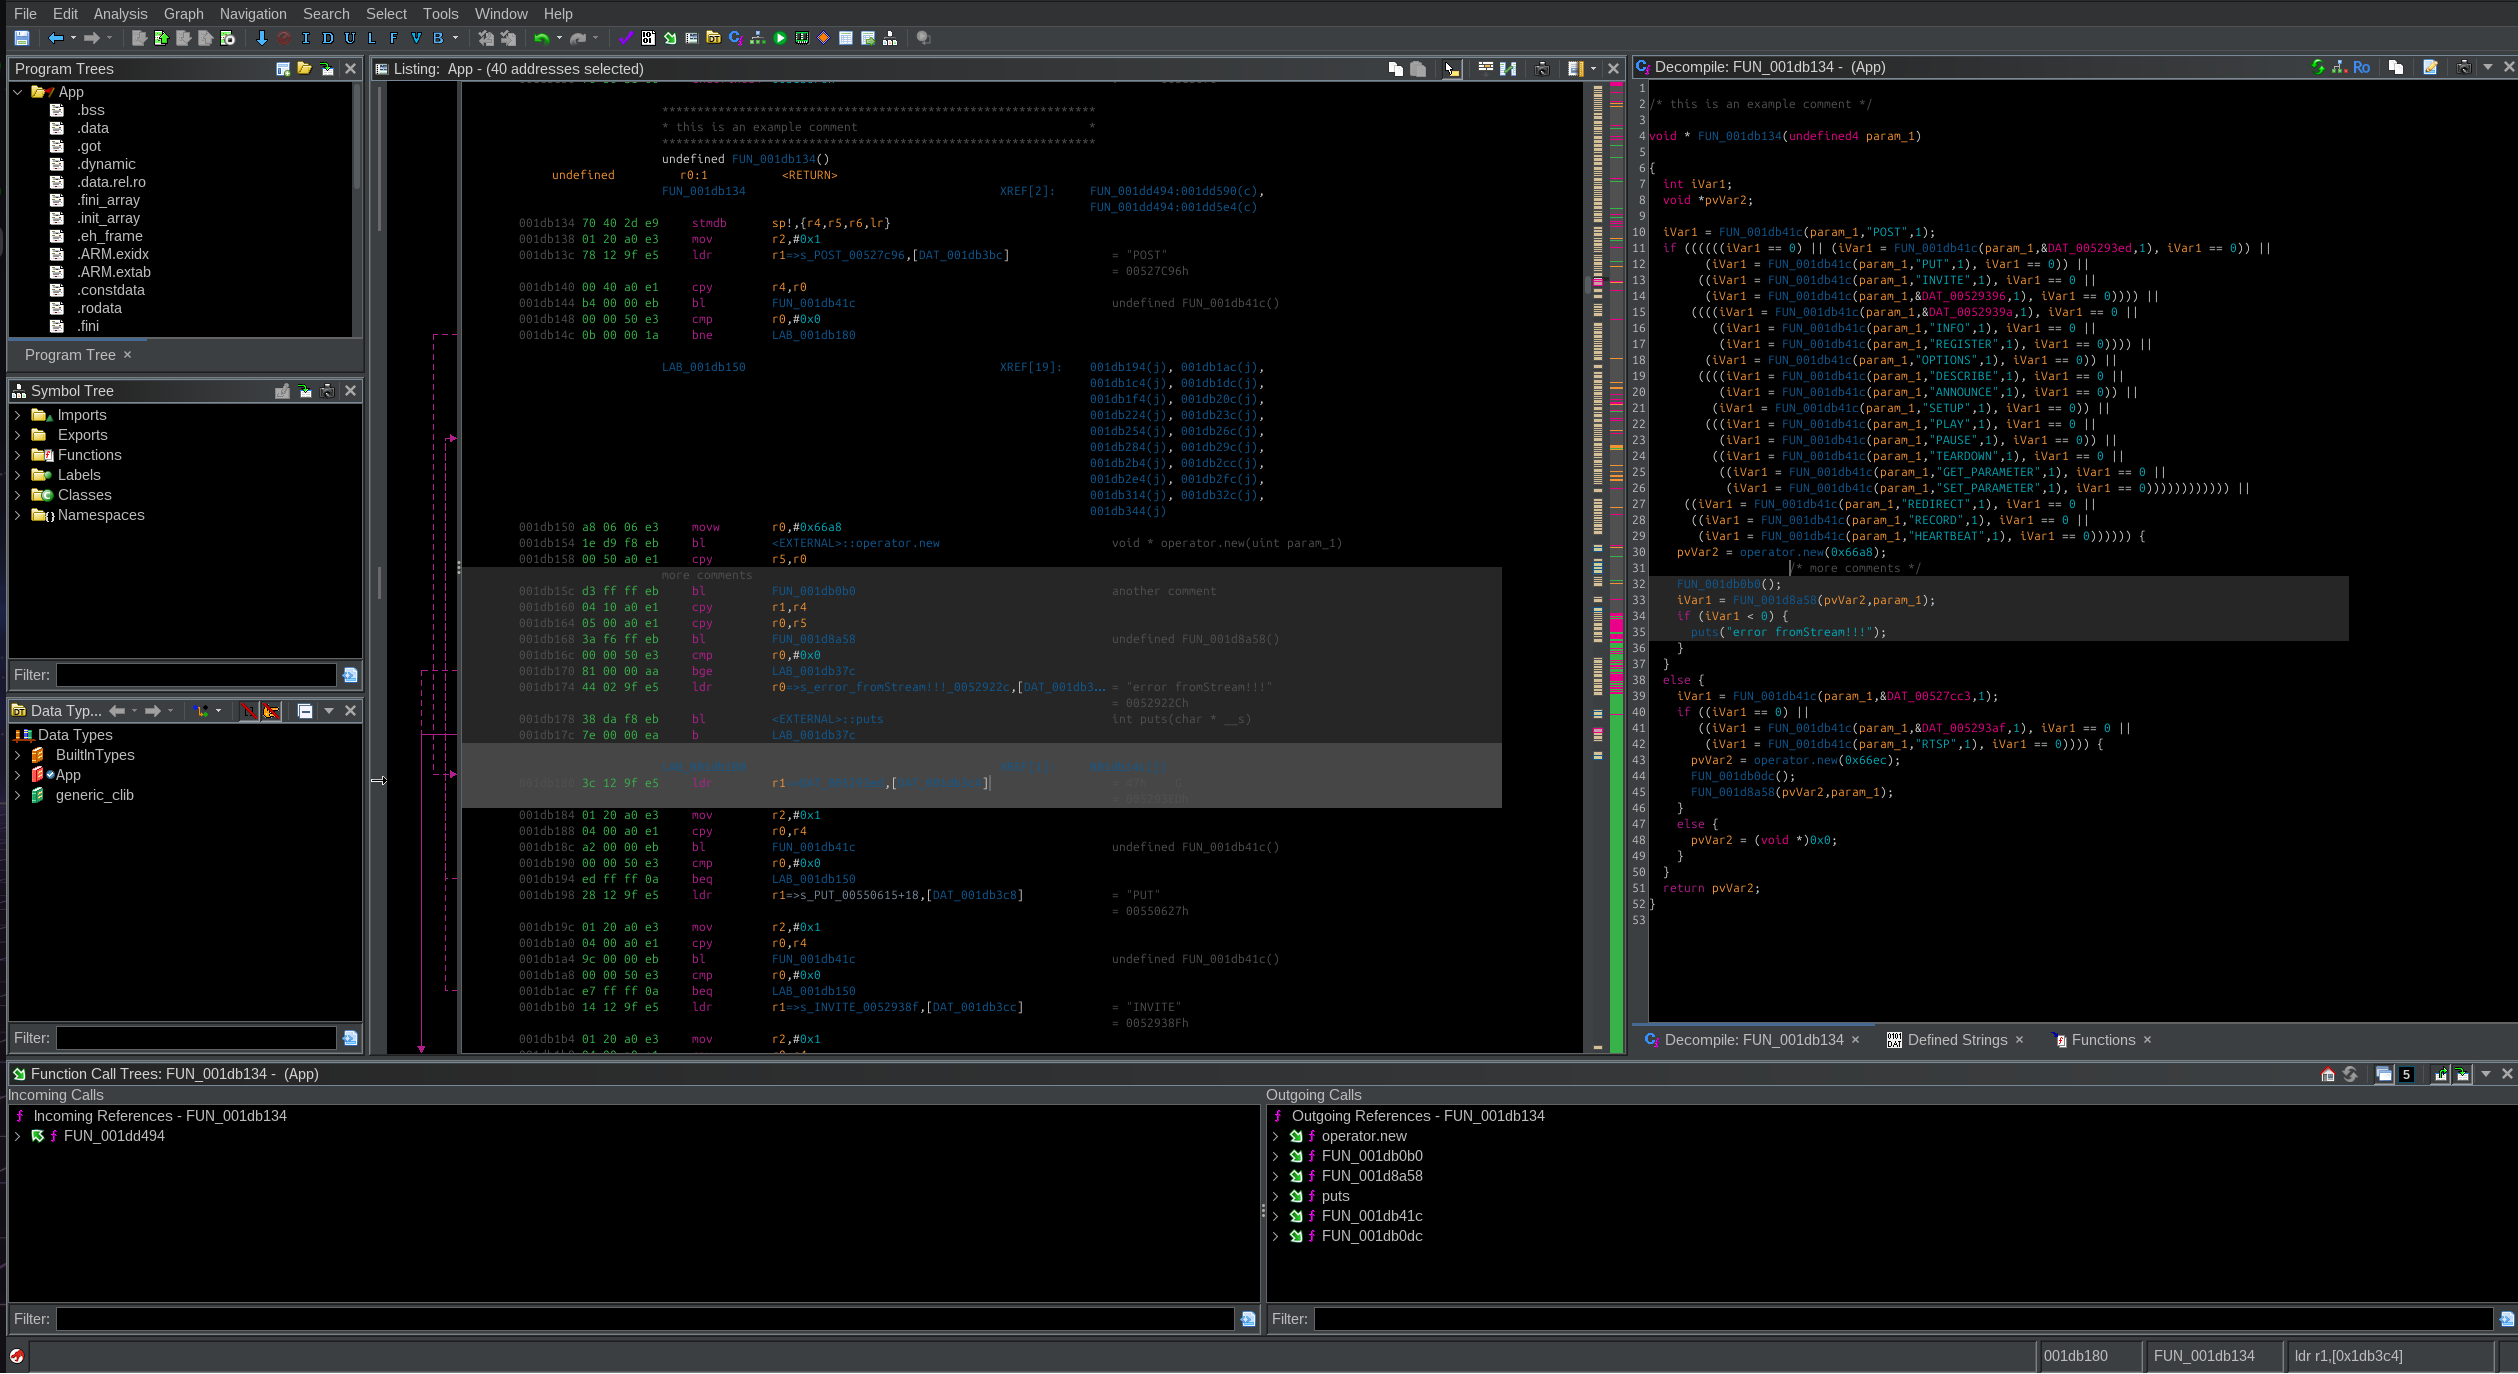 File Edit Analysis Graph Navigation Search Select Tools Window Help
I D U L F V B
Program Trees
App
.bss
.data
.got
.dynamic
.data.rel.ro
.fini_array
.init_array
.eh_frame
.ARM.exidx
.ARM.extab
.constdata
.rodata
.fini
Program Tree
Symbol Tree
Imports
Exports
Functions
Labels
Classes
Namespaces
Filter:
Data Typ...
Data Types
BuiltInTypes
App
generic_clib
Filter:
Listing: App - (40 addresses selected)
**************************************************************
* this is an example comment *
**************************************************************
undefined FUN_001db134()
undefined r0:1 <RETURN>
FUN_001db134 XREF[2]: FUN_001dd494:001dd590(c),
FUN_001dd494:001dd5e4(c)
001db134 70 40 2d e9 stmdb sp!,{r4,r5,r6,lr}
001db138 01 20 a0 e3 mov r2,#0x1
001db13c 78 12 9f e5 ldr r1=>s_POST_00527c96,[DAT_001db3bc] = "POST"
= 00527C96h
001db140 00 40 a0 e1 cpy r4,r0
001db144 b4 00 00 eb bl FUN_001db41c undefined FUN_001db41c()
001db148 00 00 50 e3 cmp r0,#0x0
001db14c 0b 00 00 1a bne LAB_001db180
LAB_001db150 XREF[19]: 001db194(j), 001db1ac(j),
001db1c4(j), 001db1dc(j),
001db1f4(j), 001db20c(j),
001db224(j), 001db23c(j),
001db254(j), 001db26c(j),
001db284(j), 001db29c(j),
001db2b4(j), 001db2cc(j),
001db2e4(j), 001db2fc(j),
001db314(j), 001db32c(j),
001db344(j)
001db150 a8 06 06 e3 movw r0,#0x66a8
001db154 1e d9 f8 eb bl <EXTERNAL>::operator.new void * operator.new(uint param_1)
001db158 00 50 a0 e1 cpy r5,r0
more comments
001db15c d3 ff ff eb bl FUN_001db0b0 another comment
001db160 04 10 a0 e1 cpy r1,r4
001db164 05 00 a0 e1 cpy r0,r5
001db168 3a f6 ff eb bl FUN_001d8a58 undefined FUN_001d8a58()
001db16c 00 00 50 e3 cmp r0,#0x0
001db170 81 00 00 aa bge LAB_001db37c
001db174 44 02 9f e5 ldr r0=>s_error_fromStream!!!_0052922c,[DAT_001db3... = "error fromStream!!!"
= 0052922Ch
001db178 38 da f8 eb bl <EXTERNAL>::puts int puts(char * __s)
001db17c 7e 00 00 ea b LAB_001db37c
3c 12 9f e5 ldr r1
001db184 01 20 a0 e3 mov r2,#0x1
001db188 04 00 a0 e1 cpy r0,r4
001db18c a2 00 00 eb bl FUN_001db41c undefined FUN_001db41c()
001db190 00 00 50 e3 cmp r0,#0x0
001db194 ed ff ff 0a beq LAB_001db150
001db198 28 12 9f e5 ldr r1=>s_PUT_00550615+18,[DAT_001db3c8] = "PUT"
= 00550627h
001db19c 01 20 a0 e3 mov r2,#0x1
001db1a0 04 00 a0 e1 cpy r0,r4
001db1a4 9c 00 00 eb bl FUN_001db41c undefined FUN_001db41c()
001db1a8 00 00 50 e3 cmp r0,#0x0
001db1ac e7 ff ff 0a beq LAB_001db150
001db1b0 14 12 9f e5 ldr r1=>s_INVITE_0052938f,[DAT_001db3cc] = "INVITE"
= 0052938Fh
001db1b4 01 20 a0 e3 mov r2,#0x1
Decompile: FUN_001db134 - (App)
Ro
1
2 /* this is an example comment */
3
4 void * FUN_001db134(undefined4 param_1)
5
6 {
7 int iVar1;
8 void *pvVar2;
9
10 iVar1 = FUN_001db41c(param_1,"POST",1);
11 if ((((((iVar1 == 0) || (iVar1 = FUN_001db41c(param_1,&DAT_005293ed,1), iVar1 == 0)) ||
12 (iVar1 = FUN_001db41c(param_1,"PUT",1), iVar1 == 0)) ||
13 ((iVar1 = FUN_001db41c(param_1,"INVITE",1), iVar1 == 0 ||
14 (iVar1 = FUN_001db41c(param_1,&DAT_00529396,1), iVar1 == 0)))) ||
15 ((((iVar1 = FUN_001db41c(param_1,&DAT_0052939a,1), iVar1 == 0 ||
16 ((iVar1 = FUN_001db41c(param_1,"INFO",1), iVar1 == 0 ||
17 (iVar1 = FUN_001db41c(param_1,"REGISTER",1), iVar1 == 0)))) ||
18 (iVar1 = FUN_001db41c(param_1,"OPTIONS",1), iVar1 == 0)) ||
19 ((((iVar1 = FUN_001db41c(param_1,"DESCRIBE",1), iVar1 == 0 ||
20 (iVar1 = FUN_001db41c(param_1,"ANNOUNCE",1), iVar1 == 0)) ||
21 (iVar1 = FUN_001db41c(param_1,"SETUP",1), iVar1 == 0)) ||
22 (((iVar1 = FUN_001db41c(param_1,"PLAY",1), iVar1 == 0 ||
23 (iVar1 = FUN_001db41c(param_1,"PAUSE",1), iVar1 == 0)) ||
24 ((iVar1 = FUN_001db41c(param_1,"TEARDOWN",1), iVar1 == 0 ||
25 ((iVar1 = FUN_001db41c(param_1,"GET_PARAMETER",1), iVar1 == 0 ||
26 (iVar1 = FUN_001db41c(param_1,"SET_PARAMETER",1), iVar1 == 0)))))))))))) ||
27 ((iVar1 = FUN_001db41c(param_1,"REDIRECT",1), iVar1 == 0 ||
28 ((iVar1 = FUN_001db41c(param_1,"RECORD",1), iVar1 == 0 ||
29 (iVar1 = FUN_001db41c(param_1,"HEARTBEAT",1), iVar1 == 0)))))) {
30 pvVar2 = operator.new(0x66a8);
31 /* more comments */
32 FUN_001db0b0();
33 iVar1 = FUN_001d8a58(pvVar2,param_1);
34 if (iVar1 < 0) {
35 puts("error fromStream!!!");
36 }
37 }
38 else {
39 iVar1 = FUN_001db41c(param_1,&DAT_00527cc3,1);
40 if ((iVar1 == 0) ||
41 ((iVar1 = FUN_001db41c(param_1,&DAT_005293af,1), iVar1 == 0 ||
42 (iVar1 = FUN_001db41c(param_1,"RTSP",1), iVar1 == 0)))) {
43 pvVar2 = operator.new(0x66ec);
44 FUN_001db0dc();
45 FUN_001d8a58(pvVar2,param_1);
46 }
47 else {
48 pvVar2 = (void *)0x0;
49 }
50 }
51 return pvVar2;
52 }
53
Decompile: FUN_001db134 Defined Strings Functions
Function Call Trees: FUN_001db134 - (App)
5
Incoming Calls
Incoming References - FUN_001db134
FUN_001dd494
Filter:
Outgoing Calls
Outgoing References - FUN_001db134
operator.new
FUN_001db0b0
FUN_001d8a58
puts
FUN_001db41c
FUN_001db0dc
Filter:
001db180 FUN_001db134 ldr r1,[0x1db3c4]